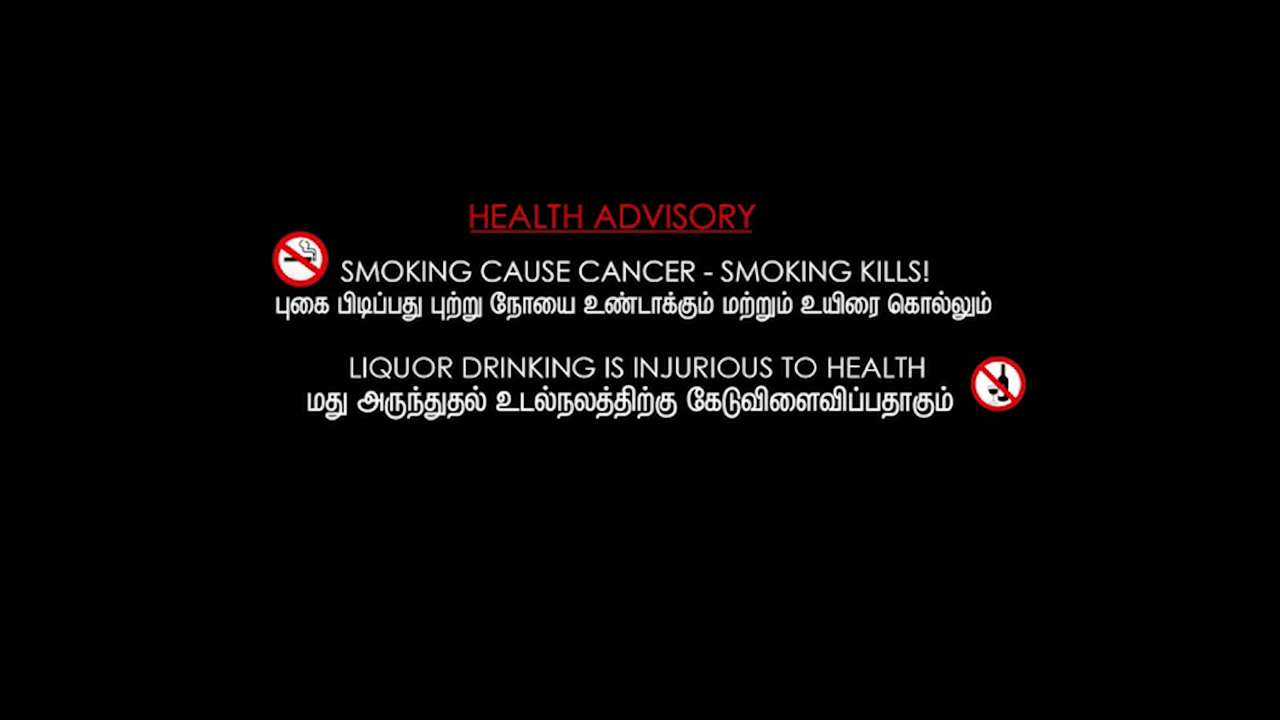 HEALTH ADVISORY
SMOKING CAUSE CANCER - SMOKING KILLS!
புகை பிடிப்பது புற்று நோயை உண்டாக்கும் மற்றும் உயிரை கொல்லும்
LIQUOR DRINKING IS INJURIOUS TO HEALTH
மது அருந்துதல் உடல்நலத்திற்கு கேடுவிளைவிப்பதாகும்